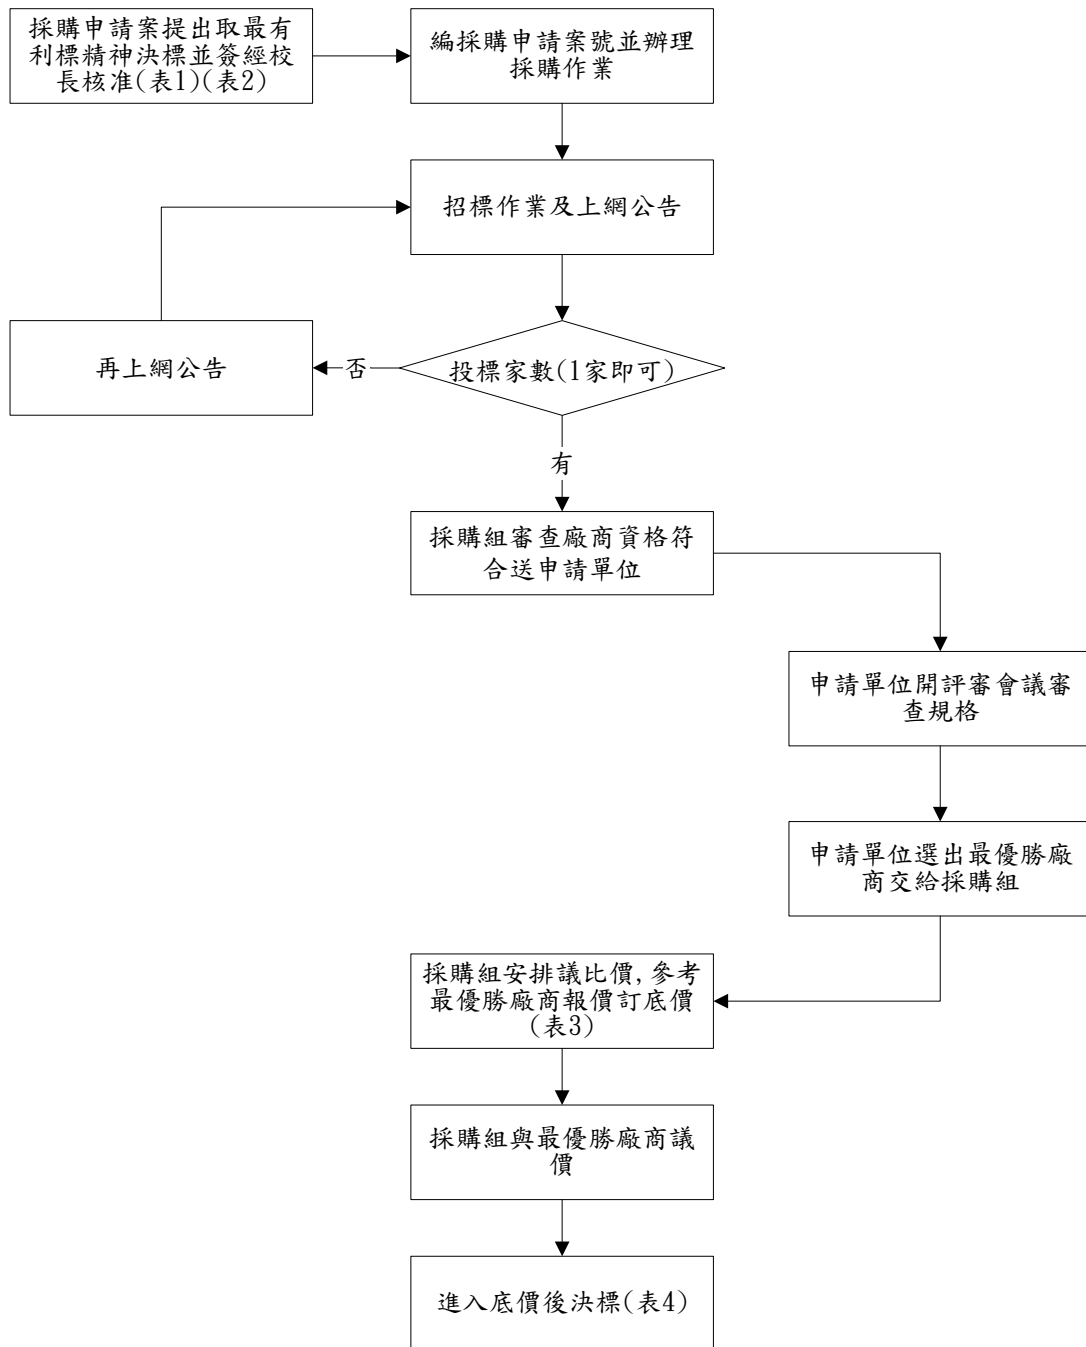 採購申請案提出取最有
利標精神決標並簽經校
長核准(表1)(表2)
編採購申請案號並辦理
採購作業
招標作業及上網公告
再上網公告
否
投標家數(1家即可)
有
採購組審查廠商資格符
合送申請單位
申請單位開評審會議審
查規格
申請單位選出最優勝廠
商交給採購組
採購組安排議比價,參考
最優勝廠商報價訂底價
(表3)
採購組與最優勝廠商議
價
進入底價後決標(表4)